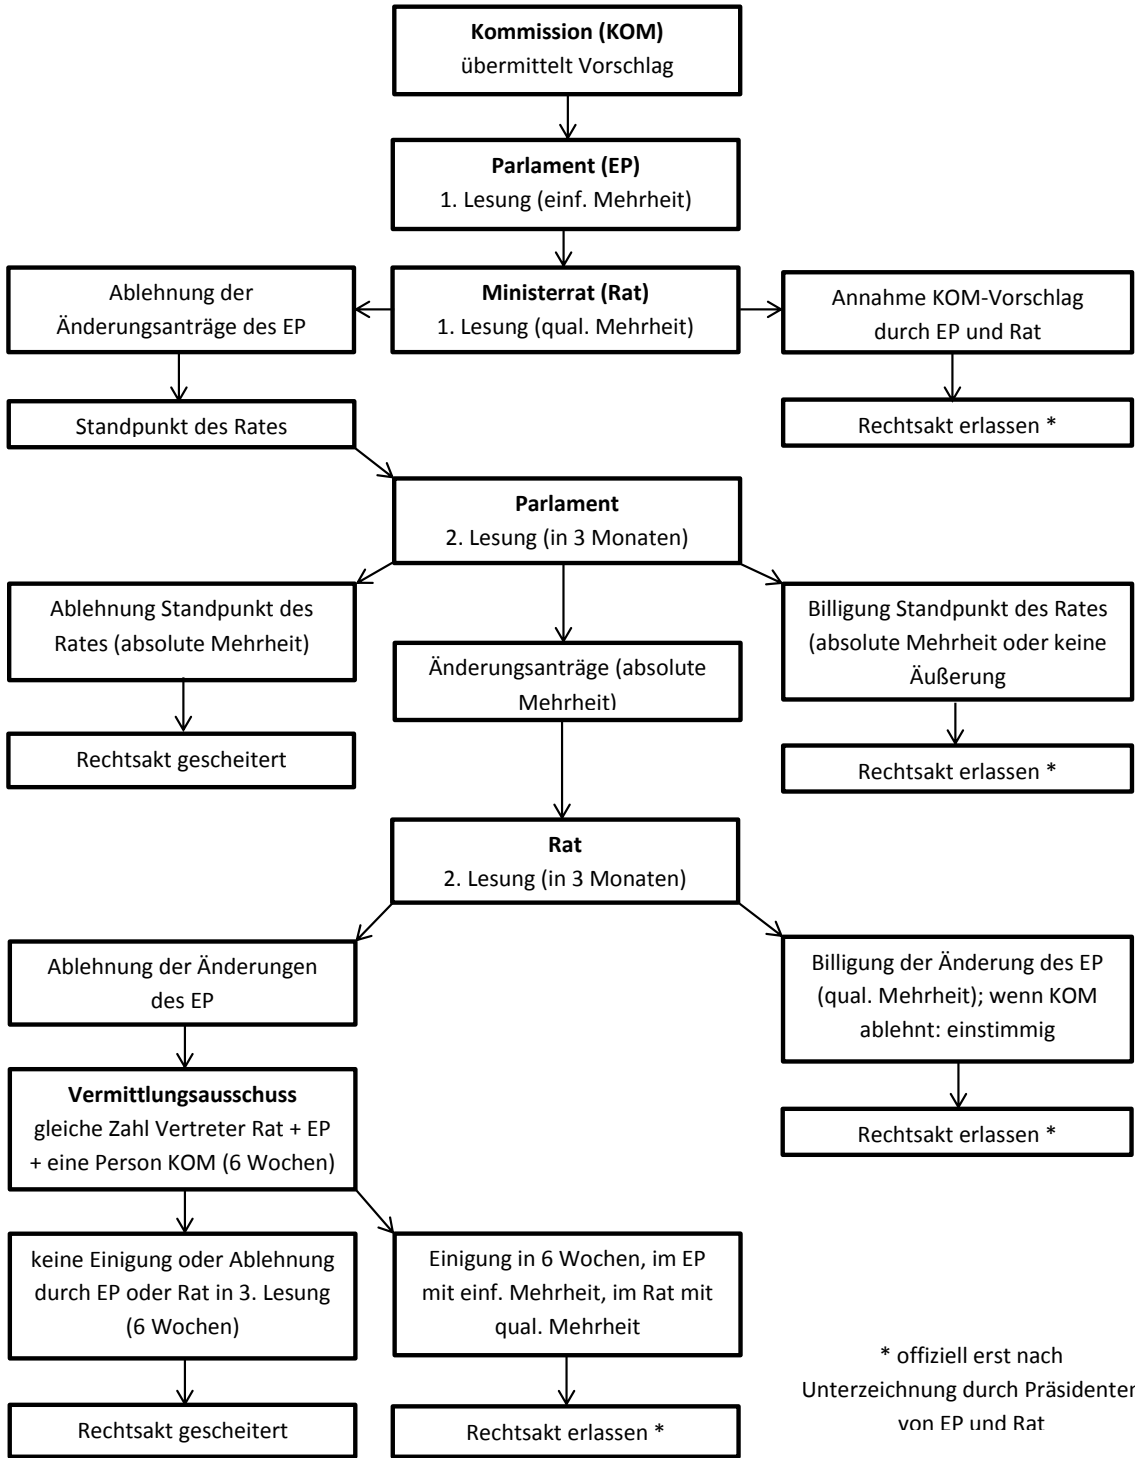 Kommission (KOM)
übermittelt Vorschlag
Parlament (EP)
1. Lesung (einf. Mehrheit)
Ablehnung der
Änderungsanträge des EP
Ministerrat (Rat)
1. Lesung (qual. Mehrheit)
Annahme KOM-Vorschlag
durch EP und Rat
Standpunkt des Rates
Rechtsakt erlassen *
Parlament
2. Lesung (in 3 Monaten)
Ablehnung Standpunkt des
Rates (absolute Mehrheit)
Änderungsanträge (absolute
Mehrheit)
Billigung Standpunkt des Rates
(absolute Mehrheit oder keine
Äußerung
Rechtsakt gescheitert
Rechtsakt erlassen *
Rat
2. Lesung (in 3 Monaten)
Ablehnung der Änderungen
des EP
Billigung der Änderung des EP
(qual. Mehrheit); wenn KOM
ablehnt: einstimmig
Vermittlungsausschuss
gleiche Zahl Vertreter Rat + EP
+ eine Person KOM (6 Wochen)
Rechtsakt erlassen *
keine Einigung oder Ablehnung
durch EP oder Rat in 3. Lesung
(6 Wochen)
Einigung in 6 Wochen, im EP
mit einf. Mehrheit, im Rat mit
qual. Mehrheit
Rechtsakt gescheitert
Rechtsakt erlassen *
* offiziell erst nach
Unterzeichnung durch Präsidenten
von EP und Rat